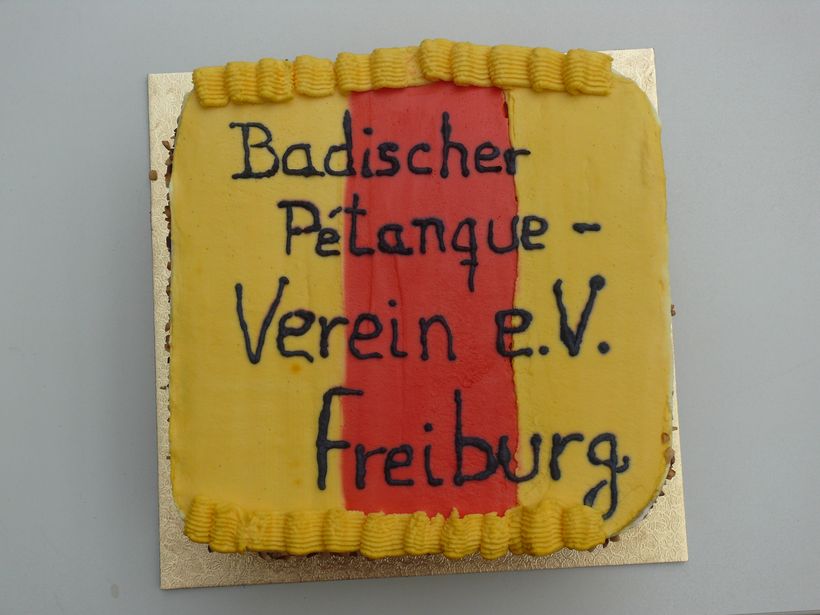 Badischer
Pétanque-
Verein e.V.
Freiburg